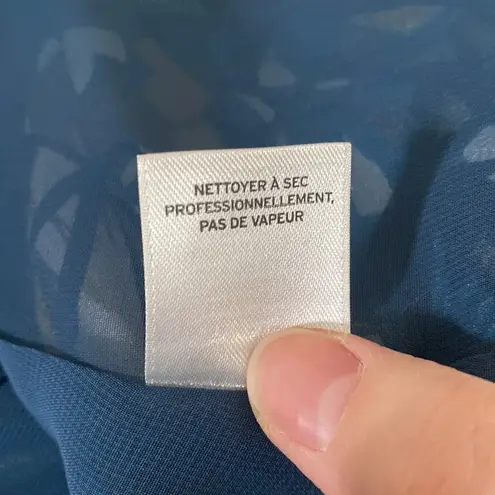 NETTOYER À SEC
PROFESSIONNELLEMENT,
PAS DE VAPEUR